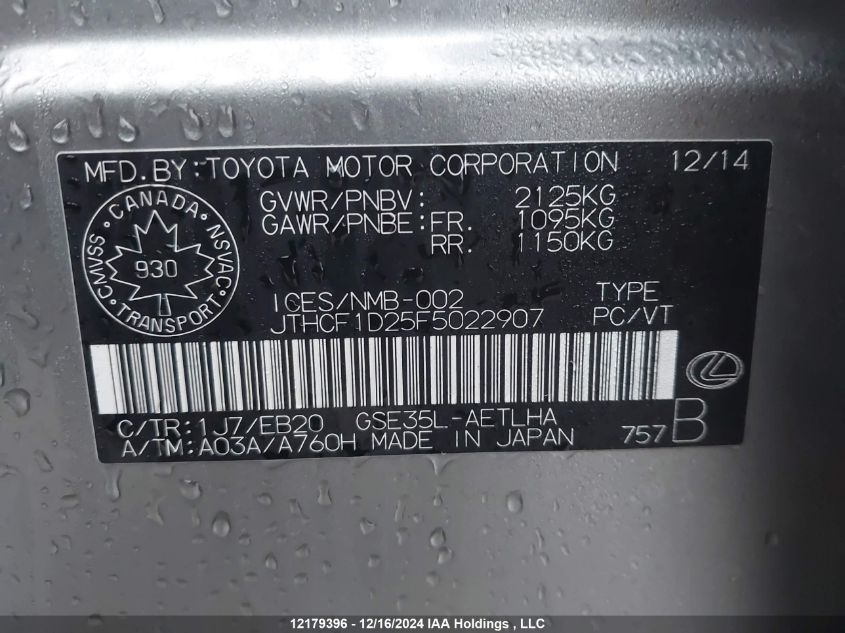 MFD.BY:TOYOTA MOTOR CORPORATION 12/14
GVWR/PNBV: 2125KG
GAWR/PNBE:FR. 1095KG
RR. 1150KG
CANADA
CMVSS NSVAC
930
TRANSPORT
ICES/NMB-002 TYPE
JTHCF1D25F5022907 PC/VT
C/TR:1J7/EB20 GSE35L-AETLHA
A/TM:A03A/A760H MADE IN JAPAN 757 B
12179396 - 12/16/2024 IAA Holdings , LLC